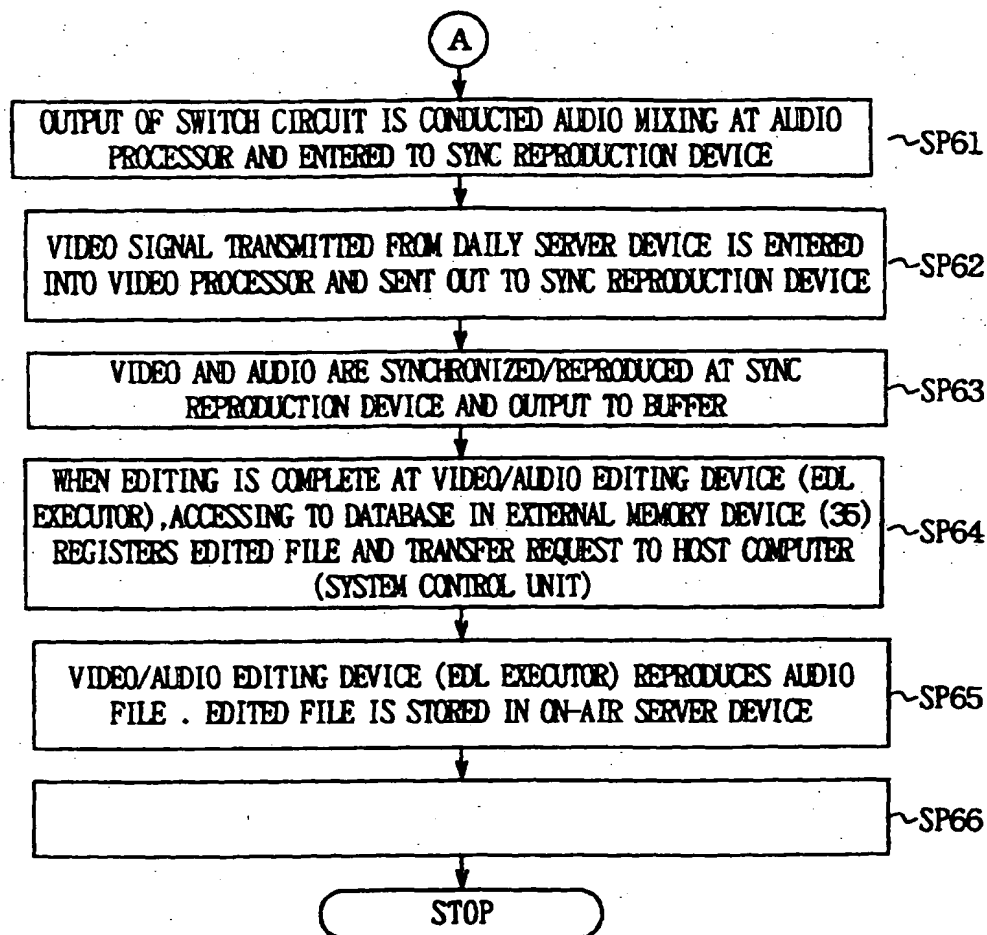 A
OUTPUT OF SWITCH CIRCUIT IS CONDUCTED AUDIO MIXING AT AUDIO
PROCESSOR AND ENTERED TO SYNC REPRODUCTION DEVICE
~SP61
VIDEO SIGNAL TRANSMITTED FROM DAILY SERVER DEVICE IS ENTERED
INTO VIDEO PROCESSOR AND SENT OUT TO SYNC REPRODUCTION DEVICE
~SP62
VIDEO AND AUDIO ARE SYNCHRONIZED/REPRODUCED AT SYNC
REPRODUCTION DEVICE AND OUTPUT TO BUFFER
~SP63
WHEN EDITING IS COMPLETE AT VIDEO/AUDIO EDITING DEVICE (EDL
EXECUTOR),ACCESSING TO DATABASE IN EXTERNAL MEMORY DEVICE (35)
REGISTERS EDITED FILE AND TRANSFER REQUEST TO HOST COMPUTER
(SYSTEM CONTROL UNIT)
~SP64
VIDEO/AUDIO EDITING DEVICE (EDL EXECUTOR) REPRODUCES AUDIO
FILE . EDITED FILE IS STORED IN ON-AIR SERVER DEVICE
~SP65
~SP66
STOP